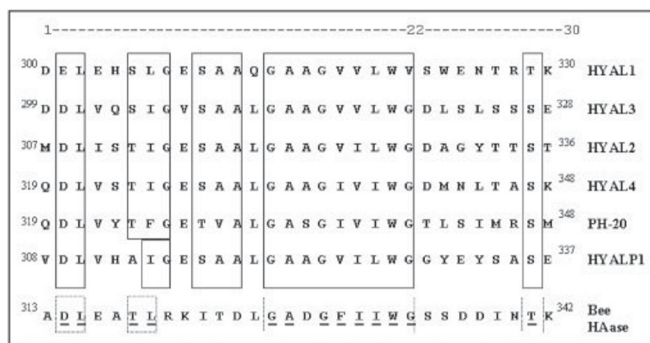 1-----------------------------------------22-------------30
300 D E L E H S L G E S A A Q G A A G V V L W V S W E N T R T K 330 HYAL1
299 D D L V Q S I G V S A A L G A A G V V L W G D L S L S S S E 328 HYAL3
307 M D L I S T I G E S A A L G A A G V I L W G D A G Y T T S T 336 HYAL2
319 Q D L V S T I G E S A A L G A A G I V I W G D M N L T A S K 348 HYAL4
319 Q D L V Y T F G E T V A L G A S G I V I W G T L S I M R S M 348 PH-20
308 V D L V H A I G E S A A L G A A G V I L W G G Y E Y S A S E 337 HYALP1
313 A D L E A T L R K I T D L G A D G F I I W G S S D D I N T K 342 Bee
HAase